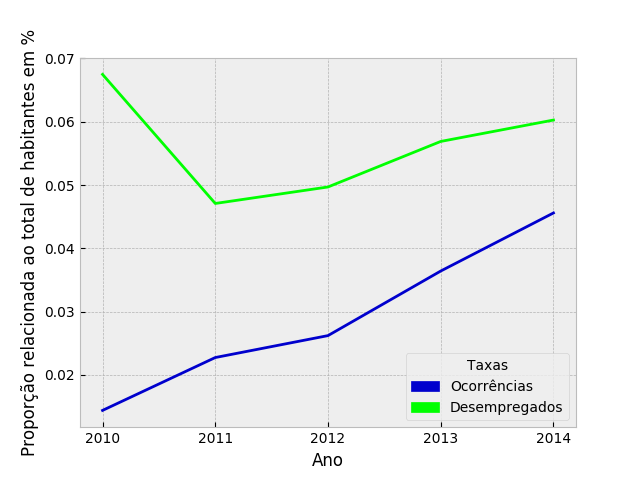 Proporção relacionada ao total de habitantes em %
0.07
0.06
0.05
0.04
0.03
0.02
Taxas
Ocorrências
Desempregados
2010 2011 2012 2013 2014
Ano